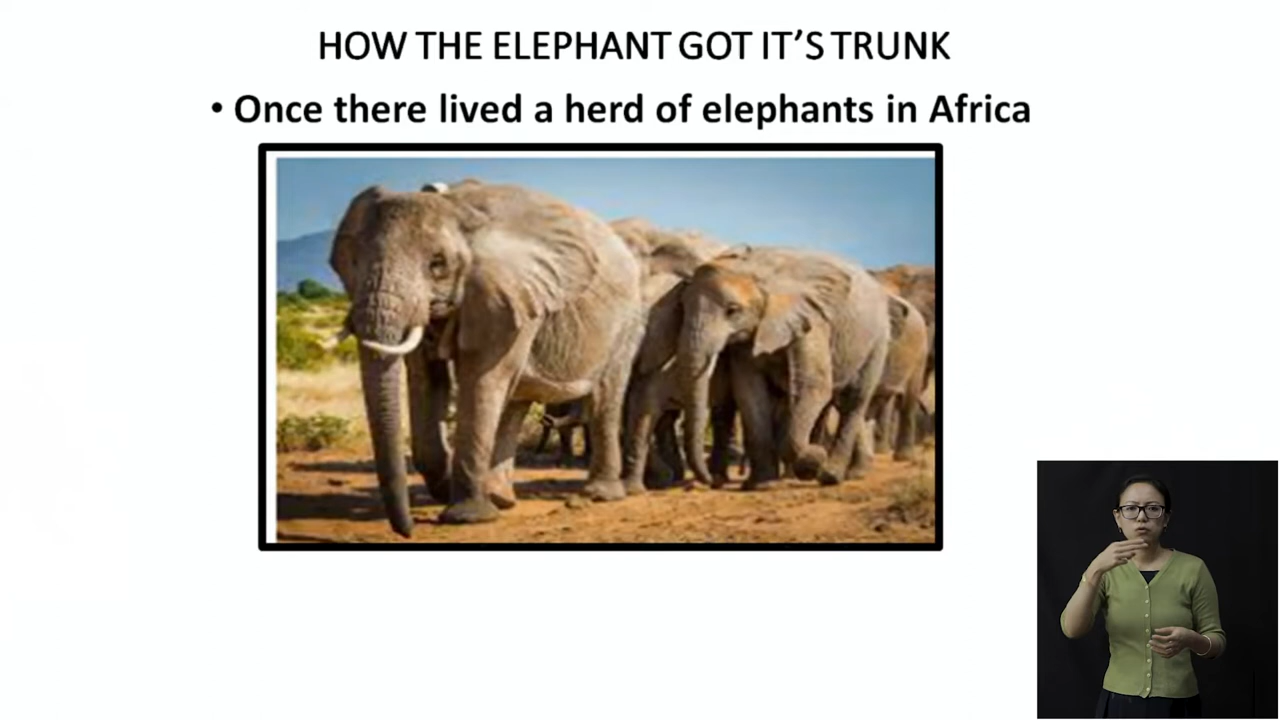 HOW THE ELEPHANT GOT IT’S TRUNK
• Once there lived a herd of elephants in Africa